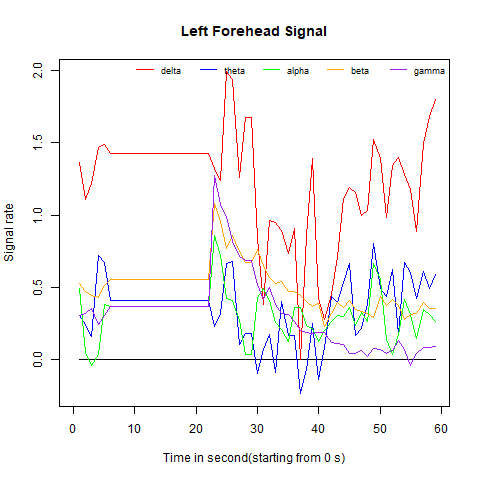 Left Forehead Signal
delta theta alpha beta gamma
2.0
1.5
1.0
0.5
0.0
Signal rate
0 10 20 30 40 50 60
Time in second(starting from 0 s)